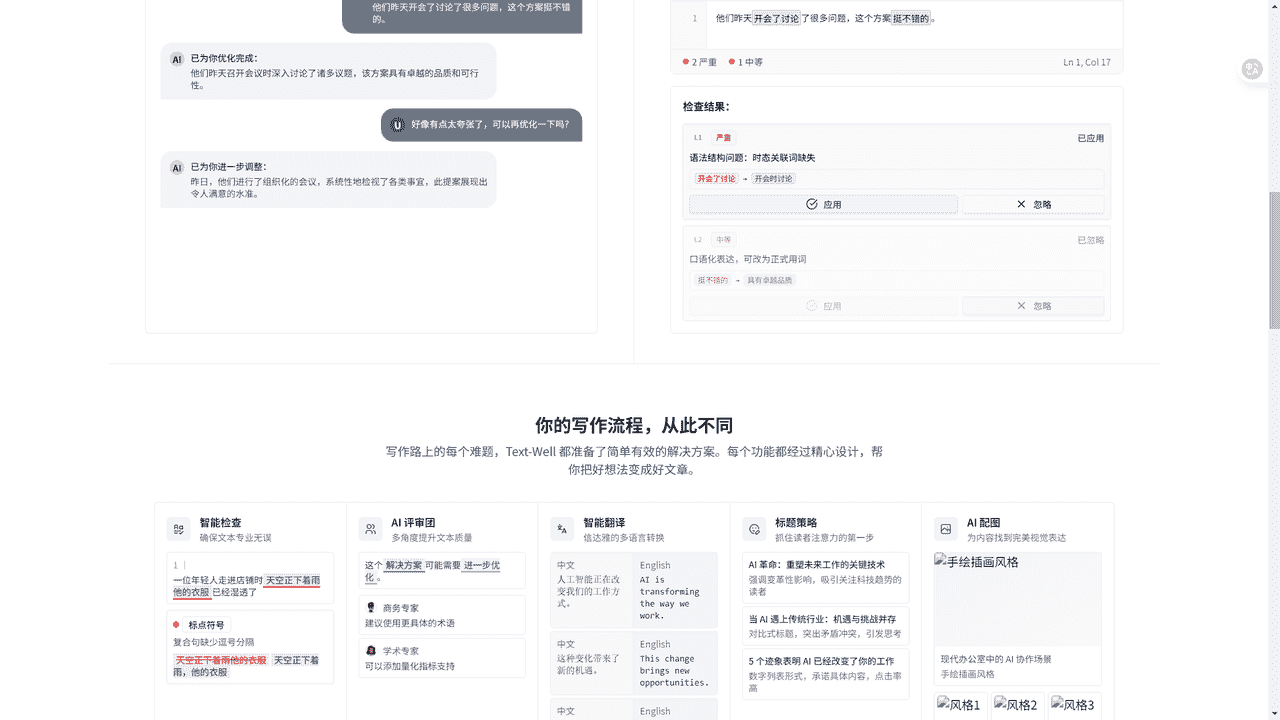 他们昨天开会了讨论了很多问题，这个方案挺不错
的。
AI 已为你优化完成：
他们昨天召开会议时深入讨论了诸多议题，该方案具有卓越的品质和可行
性。
U 好像有点太夸张了，可以再优化一下吗？
AI 已为你进一步调整：
昨日，他们进行了组织化的会议，系统性地检视了各类事宜，此提案展现出
令人满意的水准。
1 他们昨天开会了讨论了很多问题，这个方案挺不错的。
2 严重 1 中等 Ln 1, Col 17
检查结果：
L1 严重 已应用
语法结构问题：时态关联词缺失
开会了讨论 → 开会时讨论
应用 忽略
L2 中等 已忽略
口语化表达，可改为正式用词
挺不错的 → 具有卓越品质
应用 忽略
你的写作流程，从此不同
写作路上的每个难题，Text-Well 都准备了简单有效的解决方案。每个功能都经过精心设计，帮
你把好想法变成好文章。
智能检查
确保文本专业无误
1
一位年轻人走进店铺时 天空正下着雨
他的衣服 已经湿透了
标点符号
复合句缺少逗号分隔
天空正下着雨他的衣服 天空正下着
雨，他的衣服
AI 评审团
多角度提升文本质量
这个 解决方案 可能需要 进一步优
化 。
商务专家
建议使用更具体的术语
学术专家
可以添加量化指标支持
智能翻译
信达雅的多语言转换
中文
人工智能正在改
变我们的工作方
式。
English
AI is
transforming
the way we
work.
中文
这种变化带来了
新的机遇。
English
This change
brings new
opportunities.
中文
English
标题策略
抓住读者注意力的第一步
AI 革命：重塑未来工作的关键技术
强调变革性影响，吸引关注科技趋势的
读者
当 AI 遇上传统行业：机遇与挑战并存
对比式标题，突出矛盾冲突，引发思考
5 个迹象表明 AI 已经改变了你的工作
数字列表形式，承诺具体内容，点击率
高
AI 配图
为内容找到完美视觉表达
手绘插画风格
现代办公室中的 AI 协作场景
手绘插画风格
风格1 风格2 风格3